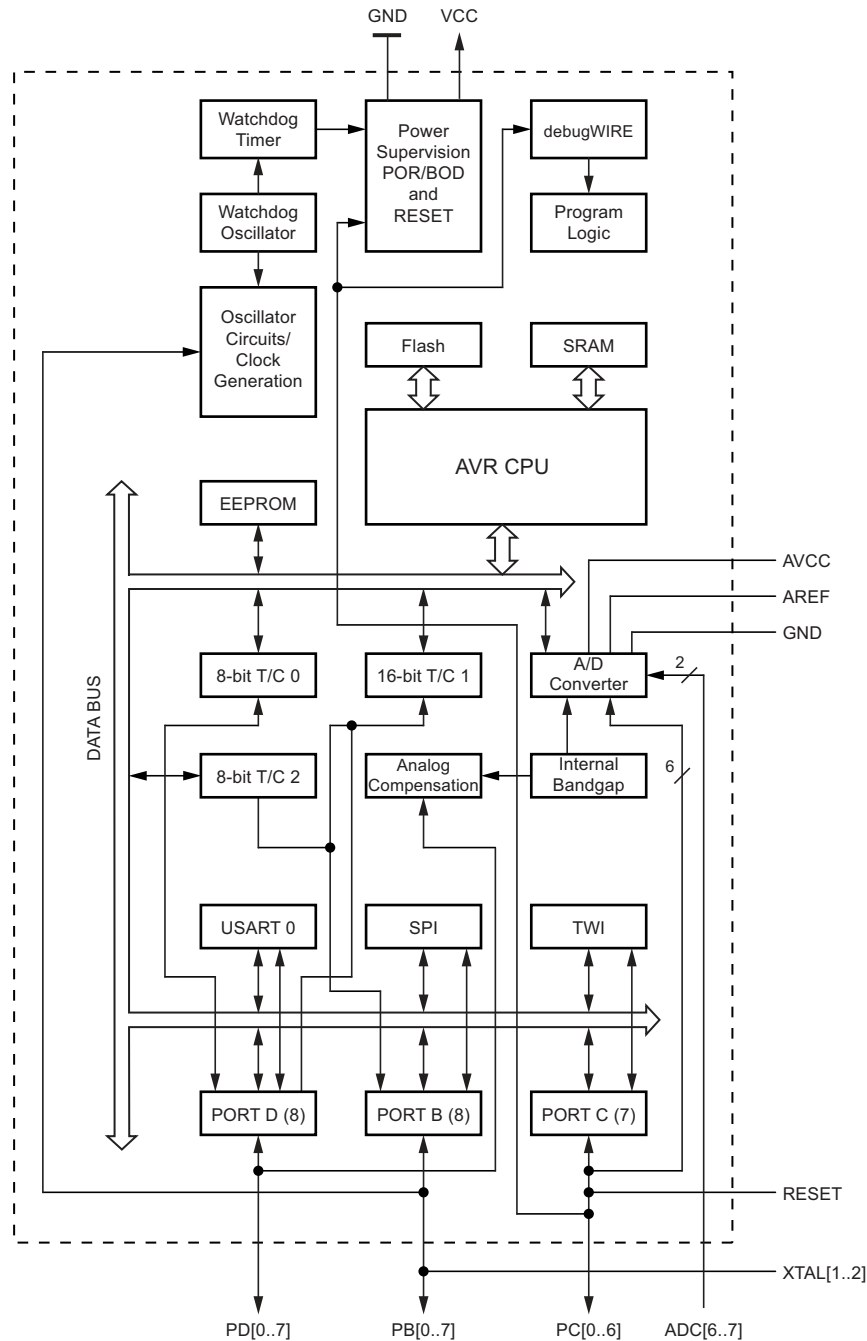 GND
VCC
Watchdog
Timer
Power
Supervision
POR/BOD
and
RESET
debugWIRE
Watchdog
Oscillator
Program
Logic
Oscillator
Circuits/
Clock
Generation
Flash
SRAM
AVR CPU
EEPROM
AVCC
AREF
GND
DATA BUS
8-bit T/C 0
16-bit T/C 1
A/D
Converter
2
8-bit T/C 2
Analog
Compensation
Internal
Bandgap
6
USART 0
SPI
TWI
PORT D (8)
PORT B (8)
PORT C (7)
RESET
XTAL[1..2]
PD[0..7]
PB[0..7]
PC[0..6]
ADC[6..7]